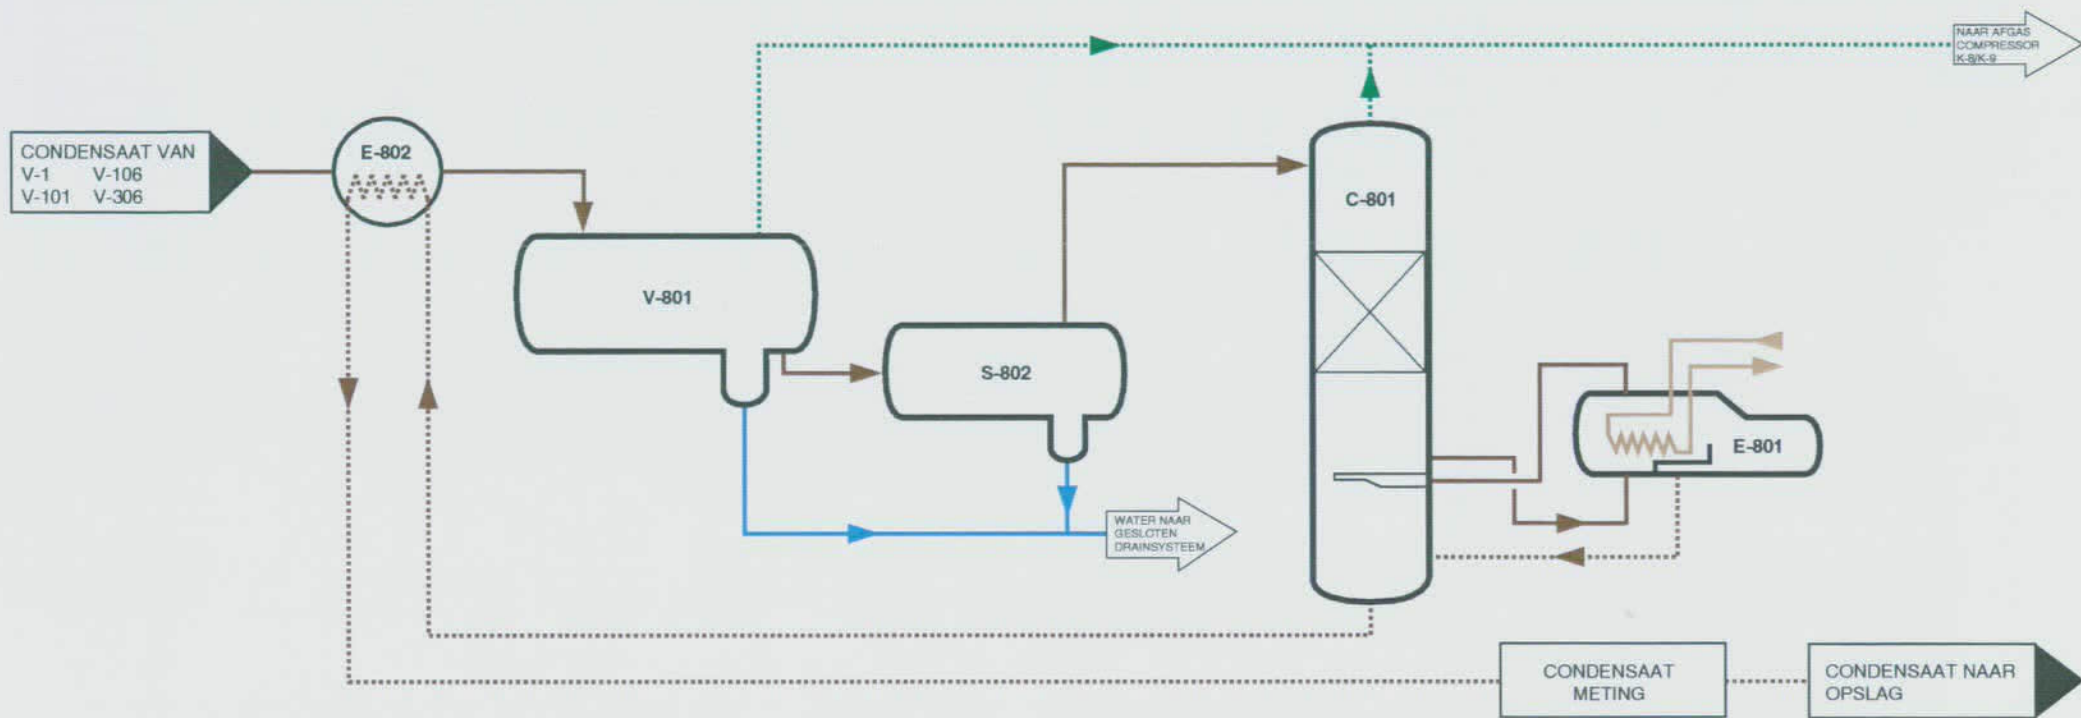 NAAR AFGAS
COMPRESSOR
K-8/K-9
CONDENSAAT VAN
V-1 V-106
V-101 V-306
E-802
C-801
V-801
S-802
E-801
WATER NAAR
GESLOTEN
DRAINSYSTEEM
CONDENSAAT
METING
CONDENSAAT NAAR
OPSLAG